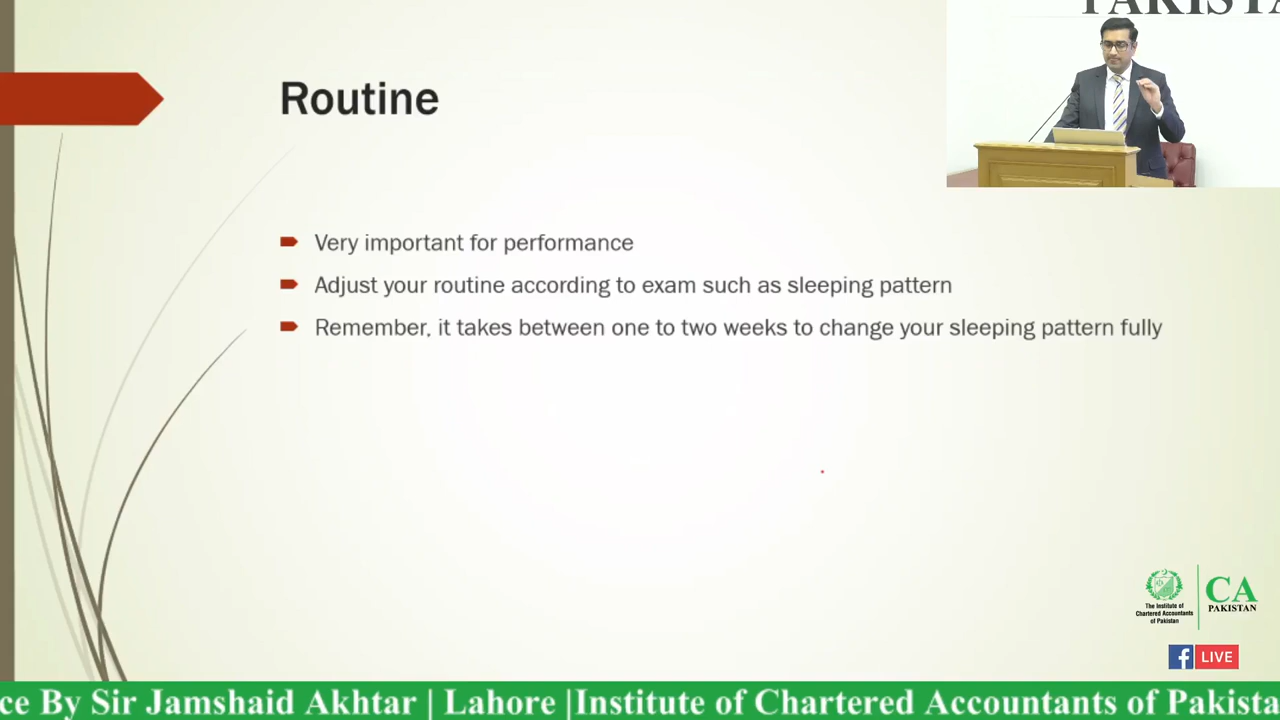 PAKISTA
Routine
Very important for performance
Adjust your routine according to exam such as sleeping pattern
Remember, it takes between one to two weeks to change your sleeping pattern fully
The Institute of
Chartered Accountants
of Pakistan
CA
PAKISTAN
f LIVE
ce By Sir Jamshaid Akhtar | Lahore |Institute of Chartered Accountants of Pakista